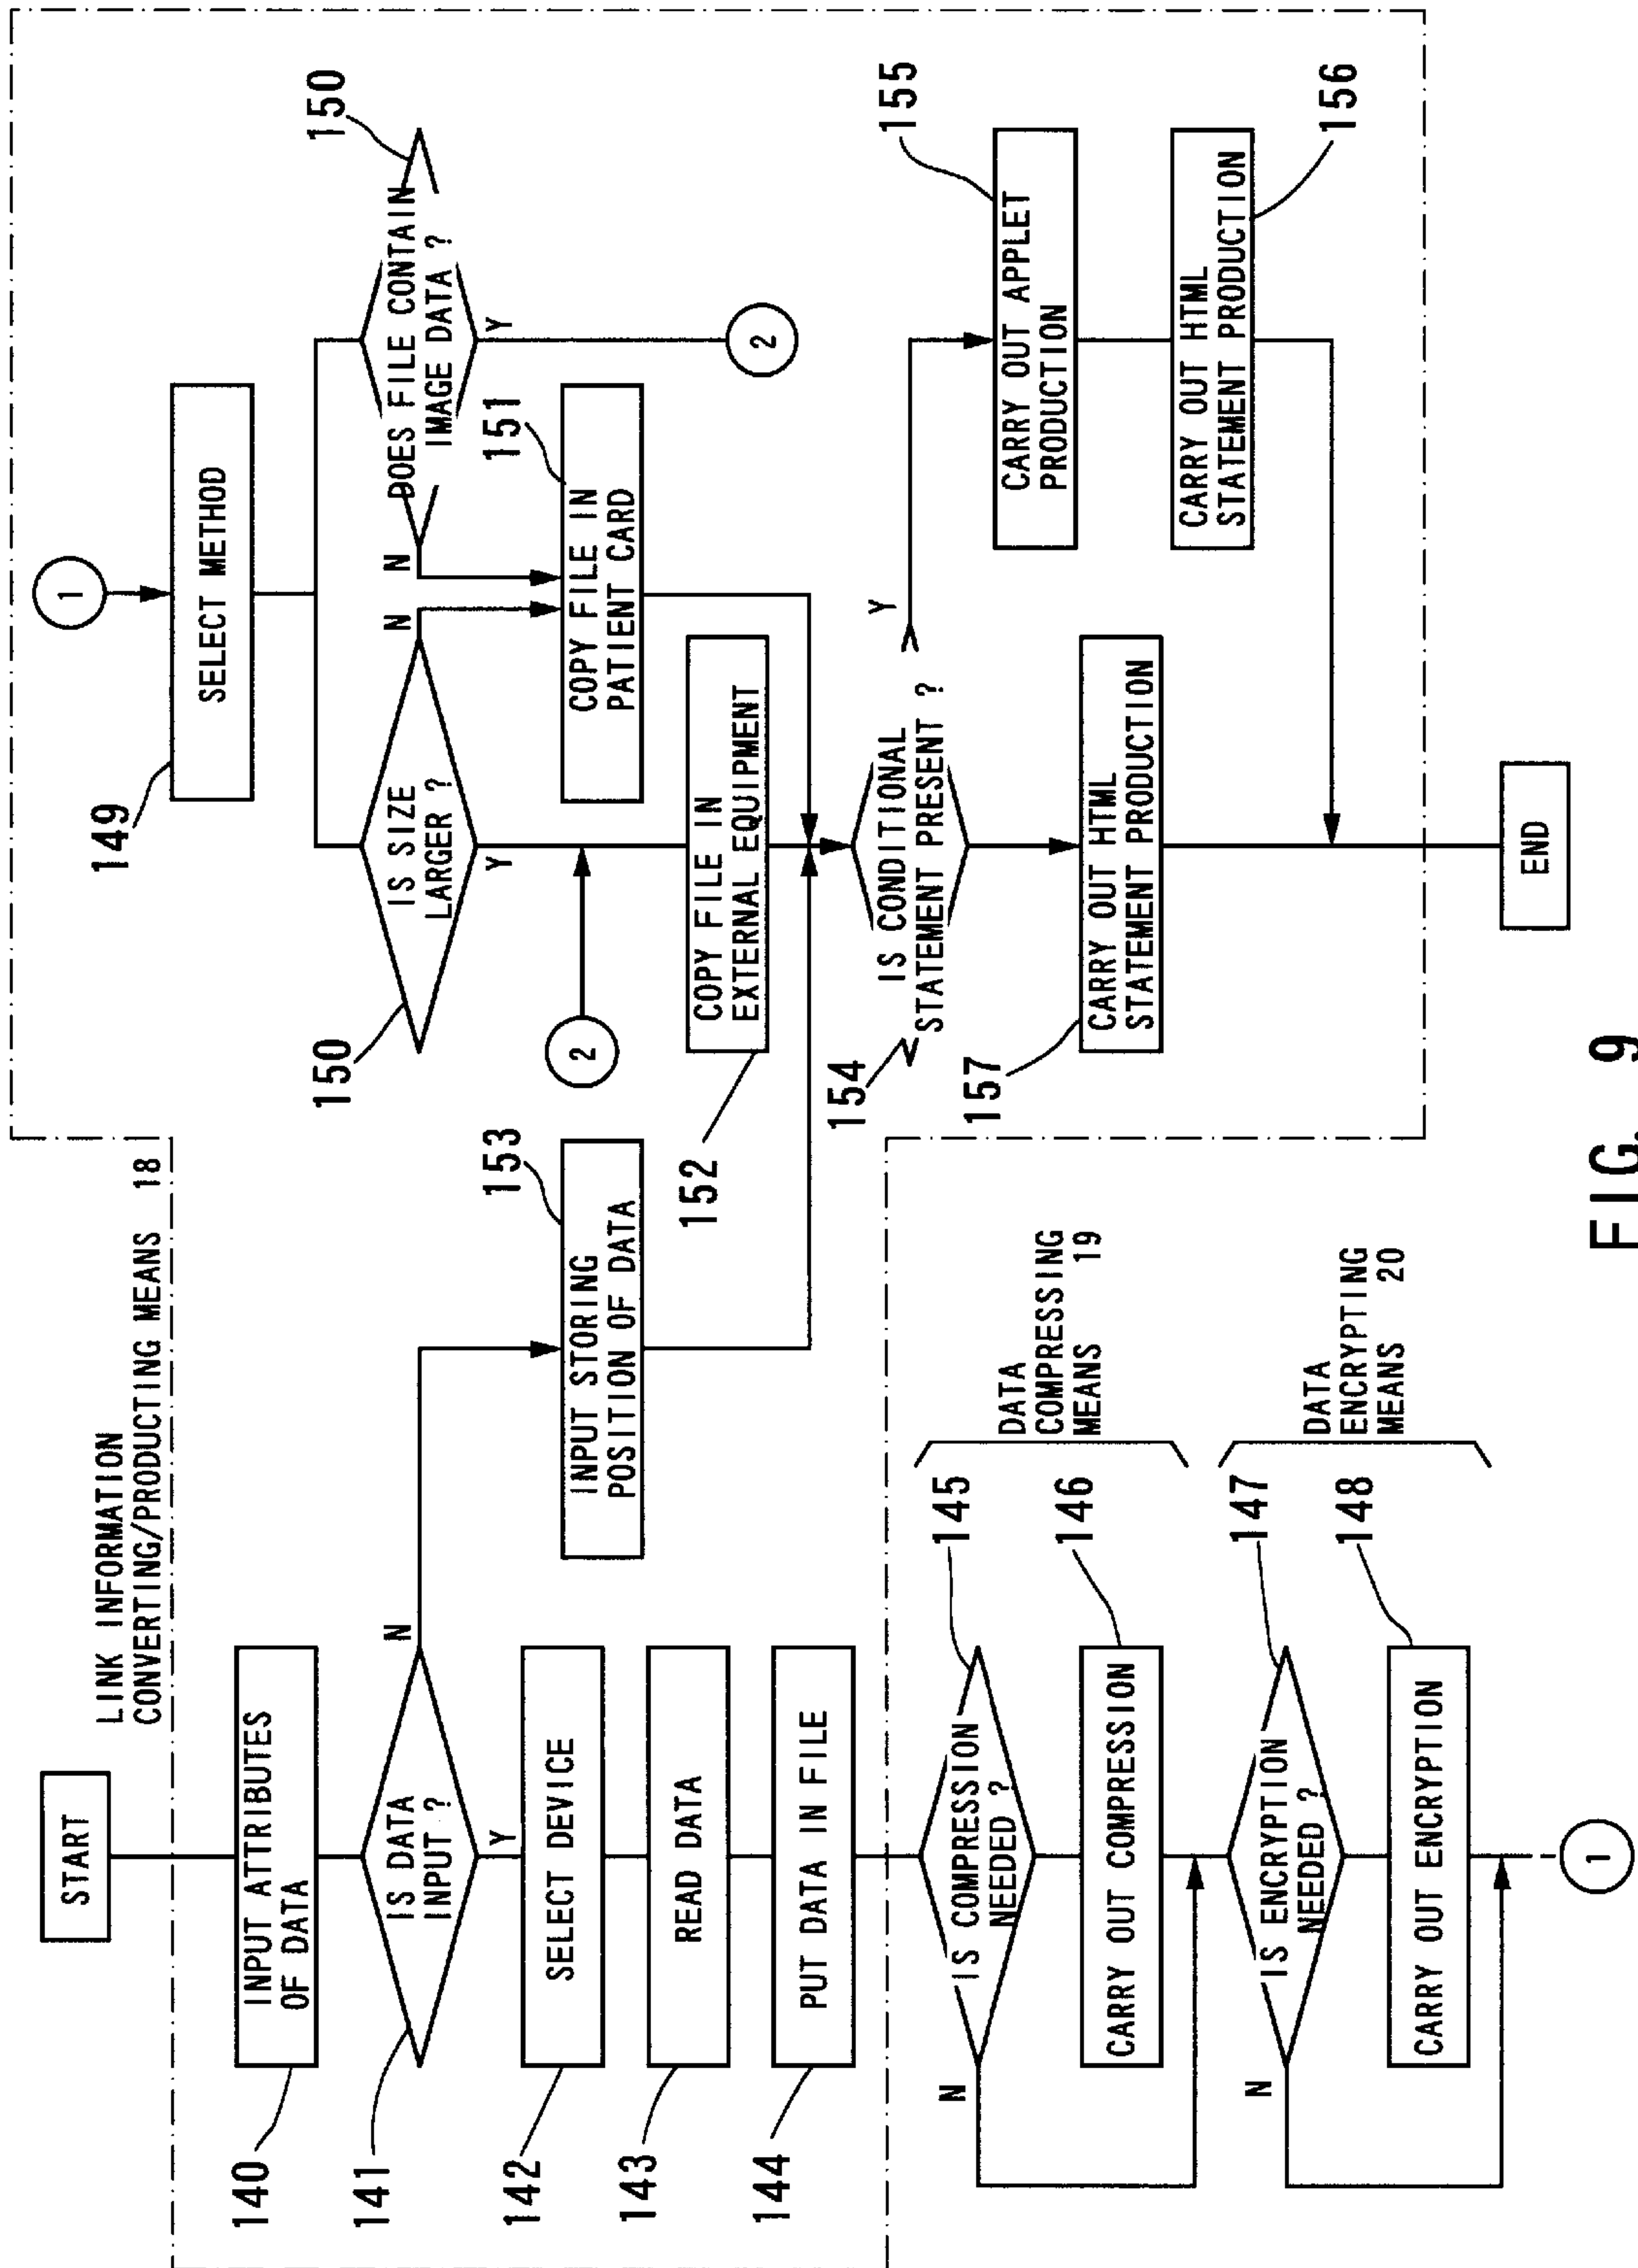 START
LINK INFORMATION
CONVERTING/PRODUCTING MEANS 18
140
INPUT ATTRIBUTES
OF DATA
141
IS DATA
INPUT ?
N
Y
142
SELECT DEVICE
143
READ DATA
144
PUT DATA IN FILE
153
INPUT STORING
POSITION OF DATA
145
IS COMPRESSION
NEEDED ?
N
146
CARRY OUT COMPRESSION
DATA
COMPRESSING
MEANS 19
147
IS ENCRYPTION
NEEDED ?
N
148
CARRY OUT ENCRYPTION
DATA
ENCRYPTING
MEANS 20
1
1
149
SELECT METHOD
150
IS SIZE
LARGER ?
N
Y
150
DOES FILE CONTAIN
IMAGE DATA ?
N
Y
2
151
COPY FILE IN
PATIENT CARD
2
152
COPY FILE IN
EXTERNAL EQUIPMENT
154
IS CONDITIONAL
STATEMENT PRESENT ?
Y
155
CARRY OUT APPLET
PRODUCTION
157
CARRY OUT HTML
STATEMENT PRODUCTION
156
CARRY OUT HTML
STATEMENT PRODUCTION
END
FIG. 9